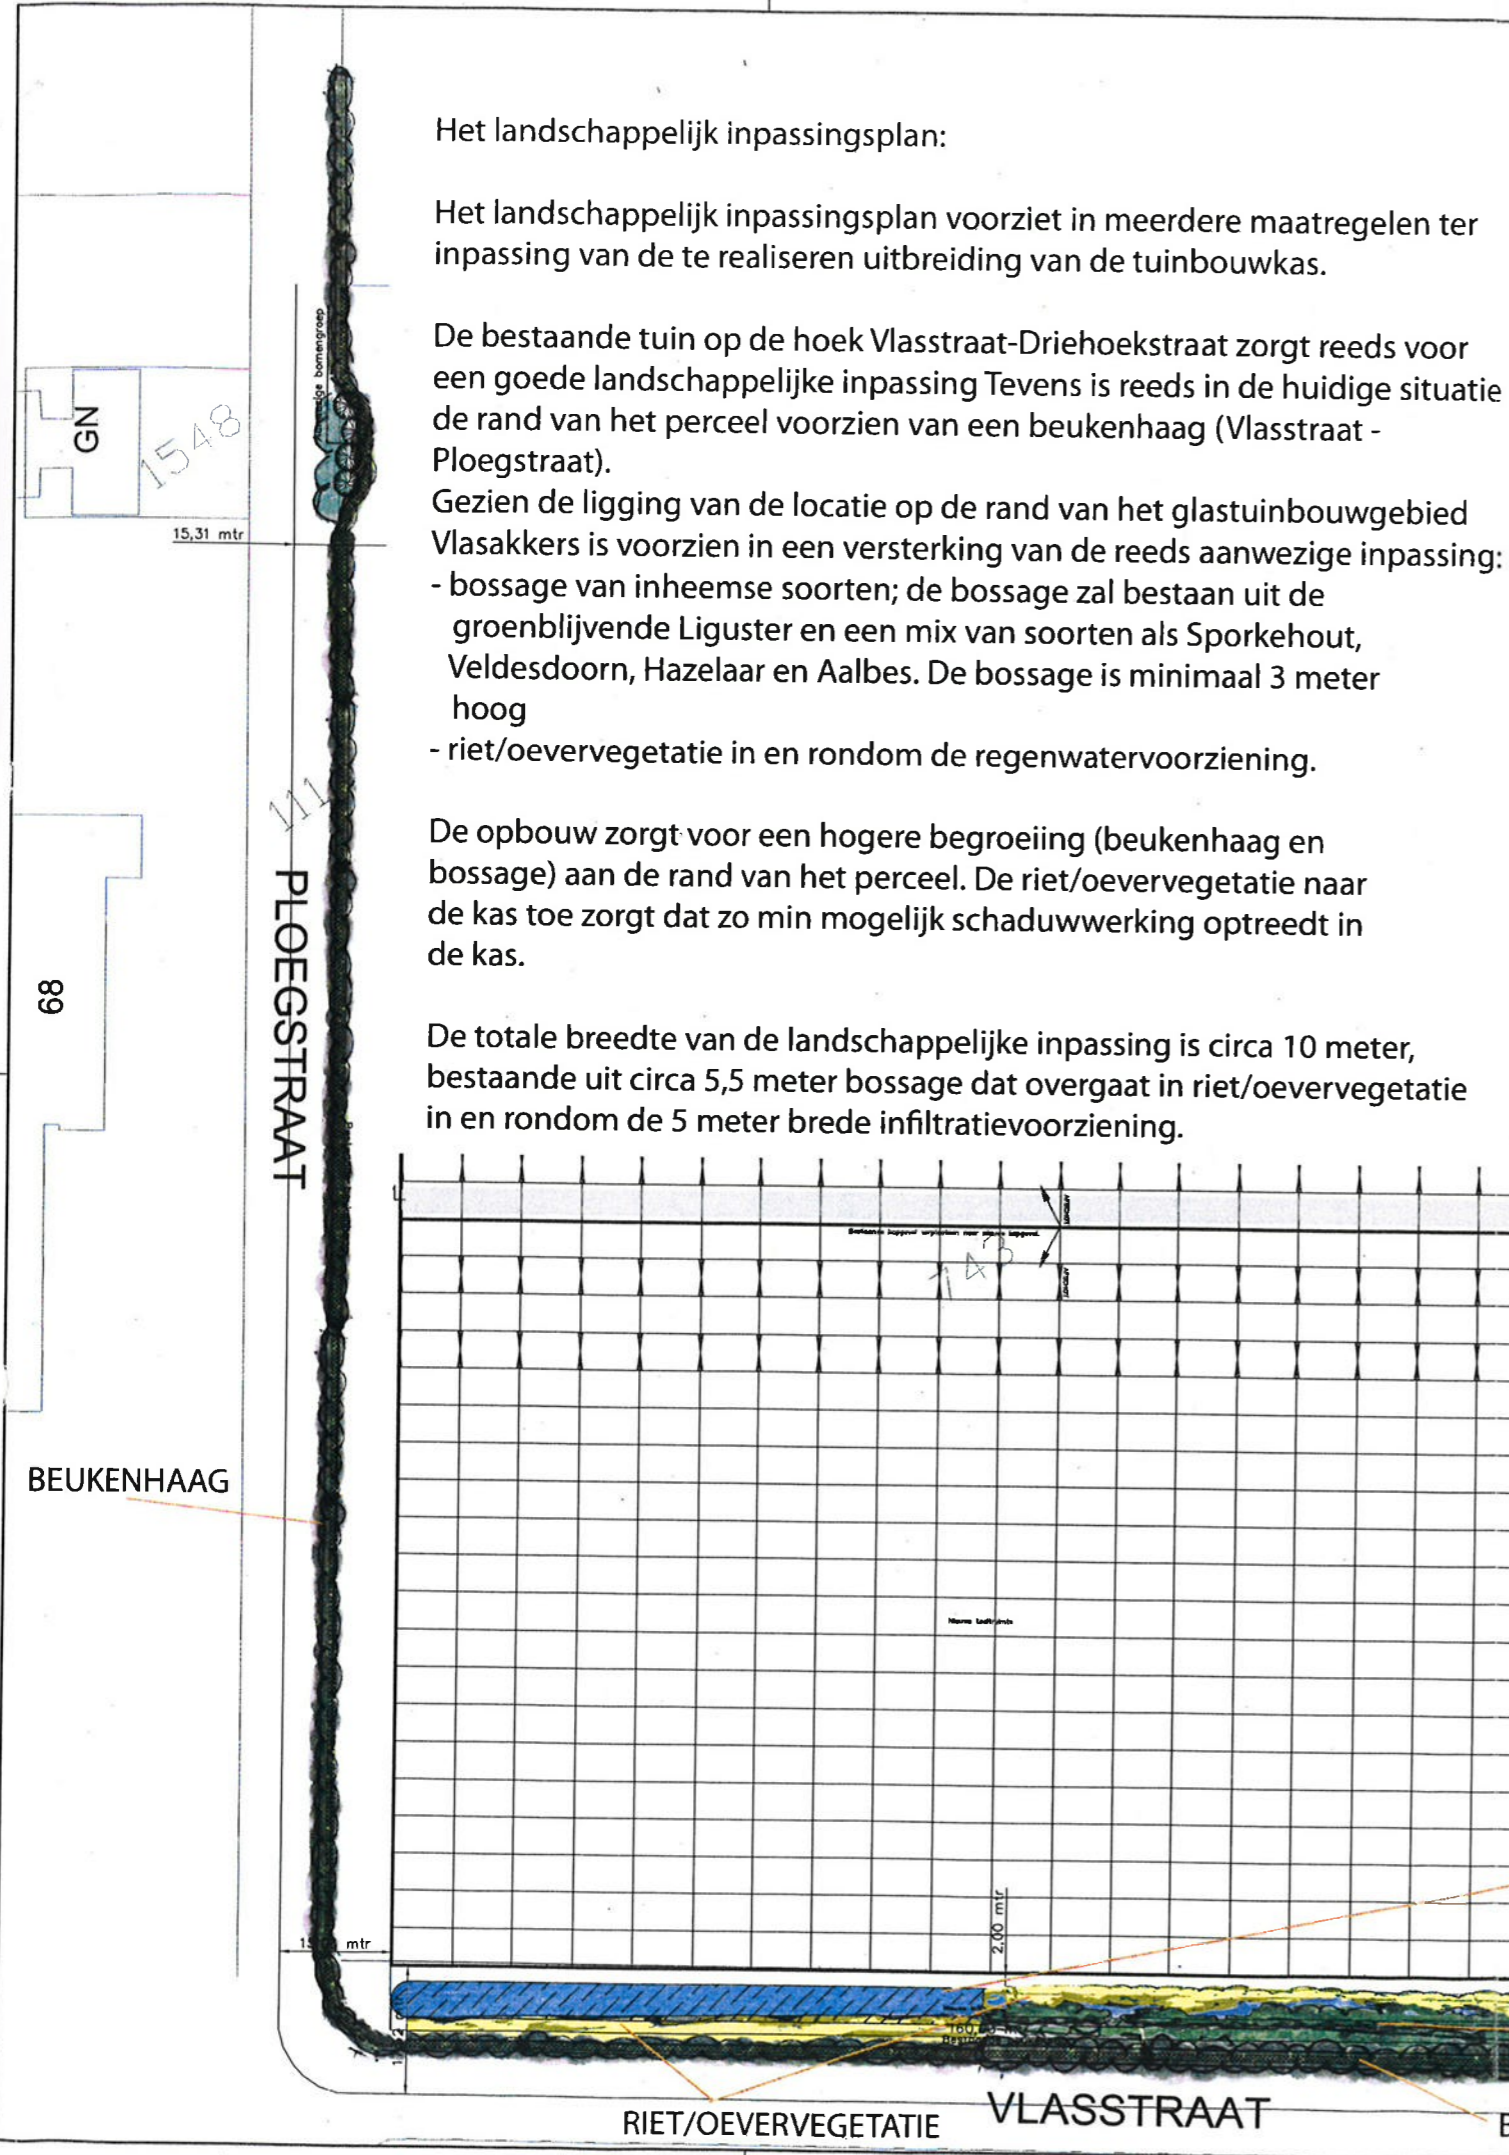 Het landschappelijk inpassingsplan:
Het landschappelijk inpassingsplan voorziet in meerdere maatregelen ter
inpassing van de te realiseren uitbreiding van de tuinbouwkas.
De bestaande tuin op de hoek Vlasstraat-Driehoekstraat zorgt reeds voor
een goede landschappelijke inpassing Tevens is reeds in de huidige situatie
de rand van het perceel voorzien van een beukenhaag (Vlasstraat -
Ploegstraat).
Gezien de ligging van de locatie op de rand van het glastuinbouwgebied
Vlasakkers is voorzien in een versterking van de reeds aanwezige inpassing:
- bossage van inheemse soorten; de bossage zal bestaan uit de
groenblijvende Liguster en een mix van soorten als Sporkehout,
Veldesdoorn, Hazelaar en Aalbes. De bossage is minimaal 3 meter
hoog
- riet/oevervegetatie in en rondom de regenwatervoorziening.
De opbouw zorgt voor een hogere begroeiing (beukenhaag en
bossage) aan de rand van het perceel. De riet/oevervegetatie naar
de kas toe zorgt dat zo min mogelijk schaduwwerking optreedt in
de kas.
De totale breedte van de landschappelijke inpassing is circa 10 meter,
bestaande uit circa 5,5 meter bossage dat overgaat in riet/oevervegetatie
in en rondom de 5 meter brede infiltratievoorziening.
bomengroep
GN
1548
15,31 mtr
111
PLOEGSTRAAT
68
143
BEUKENHAAG
2.00 mtr
mtr
RIET/OEVERVEGETATIE
VLASSTRAAT